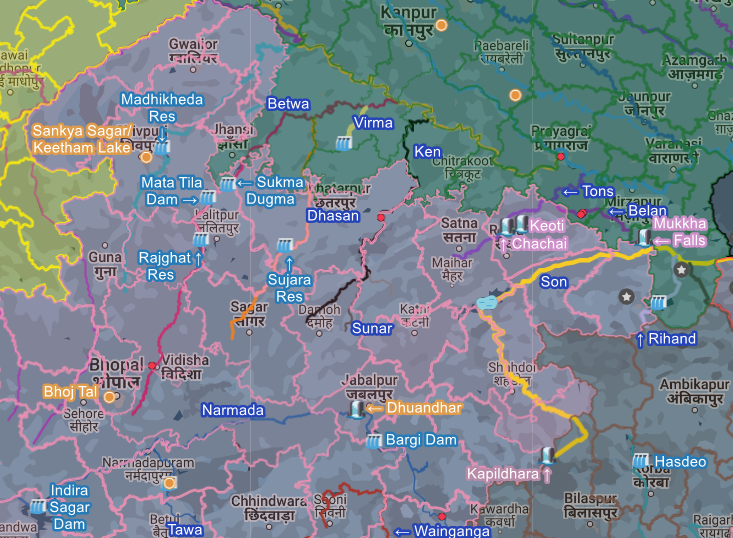 Kanpur
कानपुर
Sultanpur
सुल्तानपुर
Raebareli
रायबरेली
Azamgarh
आज़मगढ़
Gwalior
ग्वालियर
Madhikheda
Res
Betwa
Virma
Jaunpur
जौनपुर
Sankya Sagar/
Keetham Lake
Jhansi
झाँसी
Ken
Prayagraj
प्रयागराज
Varanasi
वाराणसी
Chitrakoot
चित्रकूट
Mata Tila
Dam →
← Sukma
Dugma
छतरपुर
Dhasan
← Tons
Mirzapur
← Belan
Lalitpur
ललितपुर
Satna
सतना
Keoti
↑ Chachai
Mukkha
← Falls
Guna
गुना
Rajghat ↑
Res
↑
Sujara
Res
Maihar
मैहर
Son
Sagar
सागर
Damoh
दमोह
Sunar
↑ Rihand
Bhopal
भोपाल
Vidisha
विदिशा
Shahdol
Jabalpur
जबलपुर
Bhoj Tal
Sehore
सीहोर
Narmada
← Dhuandhar
Ambikapur
अंबिकापुर
Bargi Dam
Narmadapuram
नर्मदापुरम
Kapildhara ↑
Hasdeo
Korba
कोरबा
Indira
Sagar
Dam
Chhindwara
छिंदवाड़ा
Seoni
सिवनी
Kawardha
कवर्धा
Bilaspur
बिलासपुर
Betul
Tawa
← Wainganga